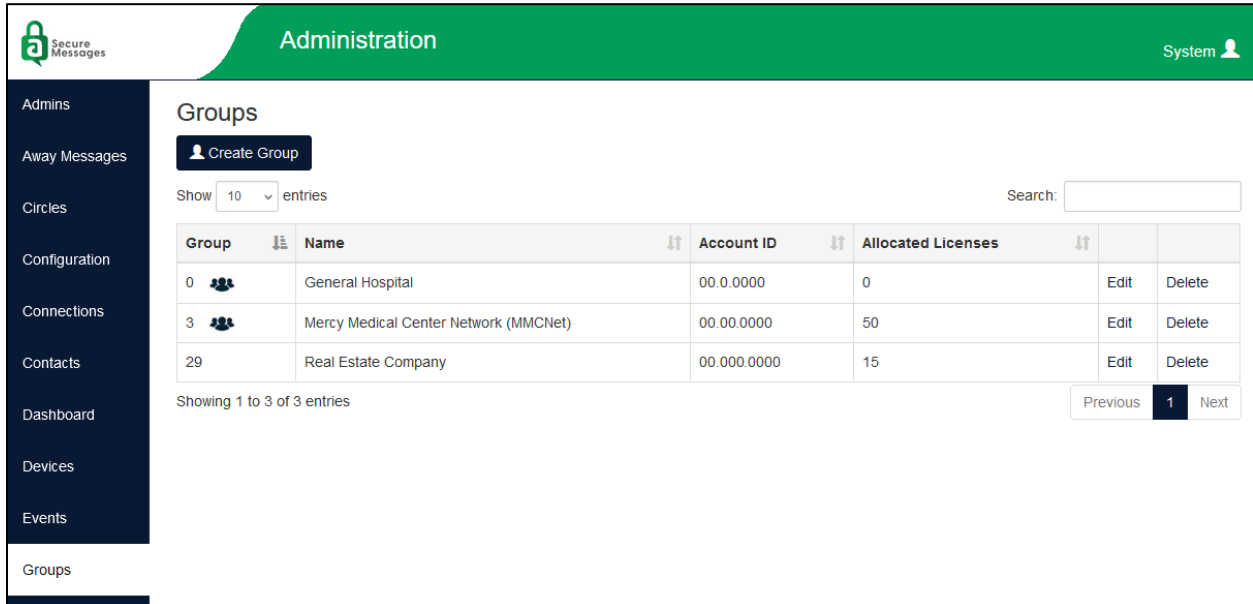 a Secure
Messages
Administration
System
Admins
Away Messages
Circles
Configuration
Connections
Contacts
Dashboard
Devices
Events
Groups
Groups
Create Group
Show 10 entries
Search:
Group Name Account ID Allocated Licenses
0 General Hospital 00.0.0000 0 Edit Delete
3 Mercy Medical Center Network (MMCNet) 00.00.0000 50 Edit Delete
29 Real Estate Company 00.000.0000 15 Edit Delete
Showing 1 to 3 of 3 entries
Previous 1 Next